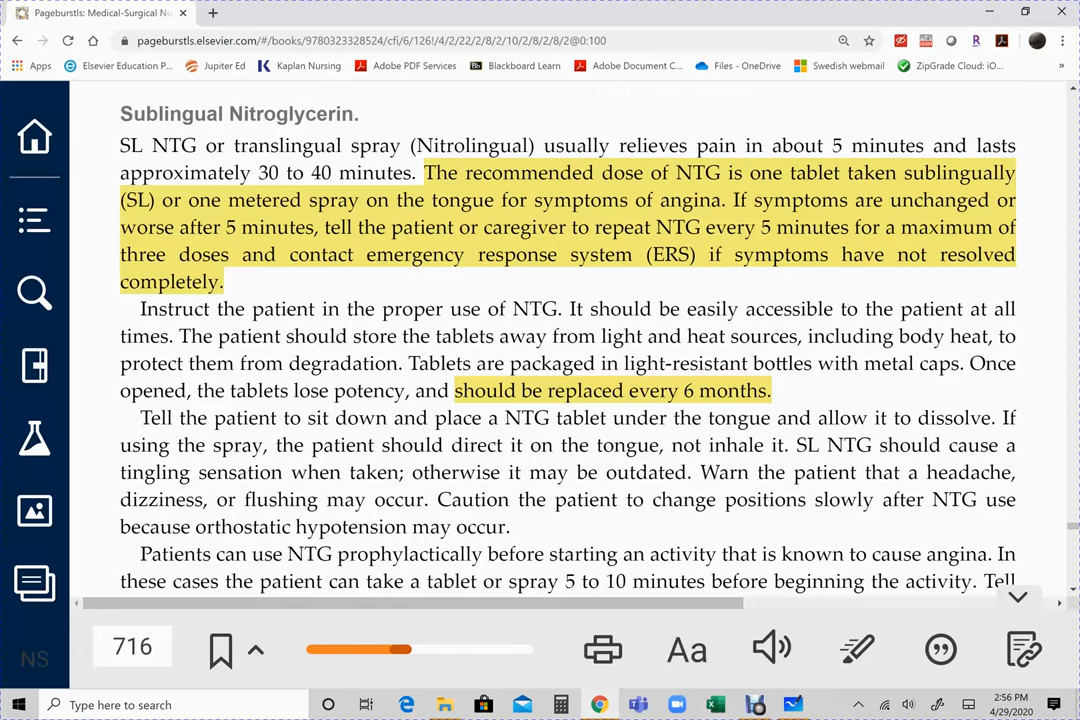 Pageburstls: Medical-Surgical Nu
pageburstls.elsevier.com/#/books/9780323328524/cfi/6/126!/4/2/22/2/8/2/10/2/8/2/8/2@0:100
Apps Elsevier Education P... Jupiter Ed Kaplan Nursing Adobe PDF Services Bb Blackboard Learn Adobe Document C... Files - OneDrive Swedish webmail ZipGrade Cloud: iO... »
Sublingual Nitroglycerin.
SL NTG or translingual spray (Nitrolingual) usually relieves pain in about 5 minutes and lasts
approximately 30 to 40 minutes. The recommended dose of NTG is one tablet taken sublingually
(SL) or one metered spray on the tongue for symptoms of angina. If symptoms are unchanged or
worse after 5 minutes, tell the patient or caregiver to repeat NTG every 5 minutes for a maximum of
three doses and contact emergency response system (ERS) if symptoms have not resolved
completely.
Instruct the patient in the proper use of NTG. It should be easily accessible to the patient at all
times. The patient should store the tablets away from light and heat sources, including body heat, to
protect them from degradation. Tablets are packaged in light-resistant bottles with metal caps. Once
opened, the tablets lose potency, and should be replaced every 6 months.
Tell the patient to sit down and place a NTG tablet under the tongue and allow it to dissolve. If
using the spray, the patient should direct it on the tongue, not inhale it. SL NTG should cause a
tingling sensation when taken; otherwise it may be outdated. Warn the patient that a headache,
dizziness, or flushing may occur. Caution the patient to change positions slowly after NTG use
because orthostatic hypotension may occur.
Patients can use NTG prophylactically before starting an activity that is known to cause angina. In
these cases the patient can take a tablet or spray 5 to 10 minutes before beginning the activity. Tell
716
Aa
NS
Type here to search
2:56 PM
4/29/2020